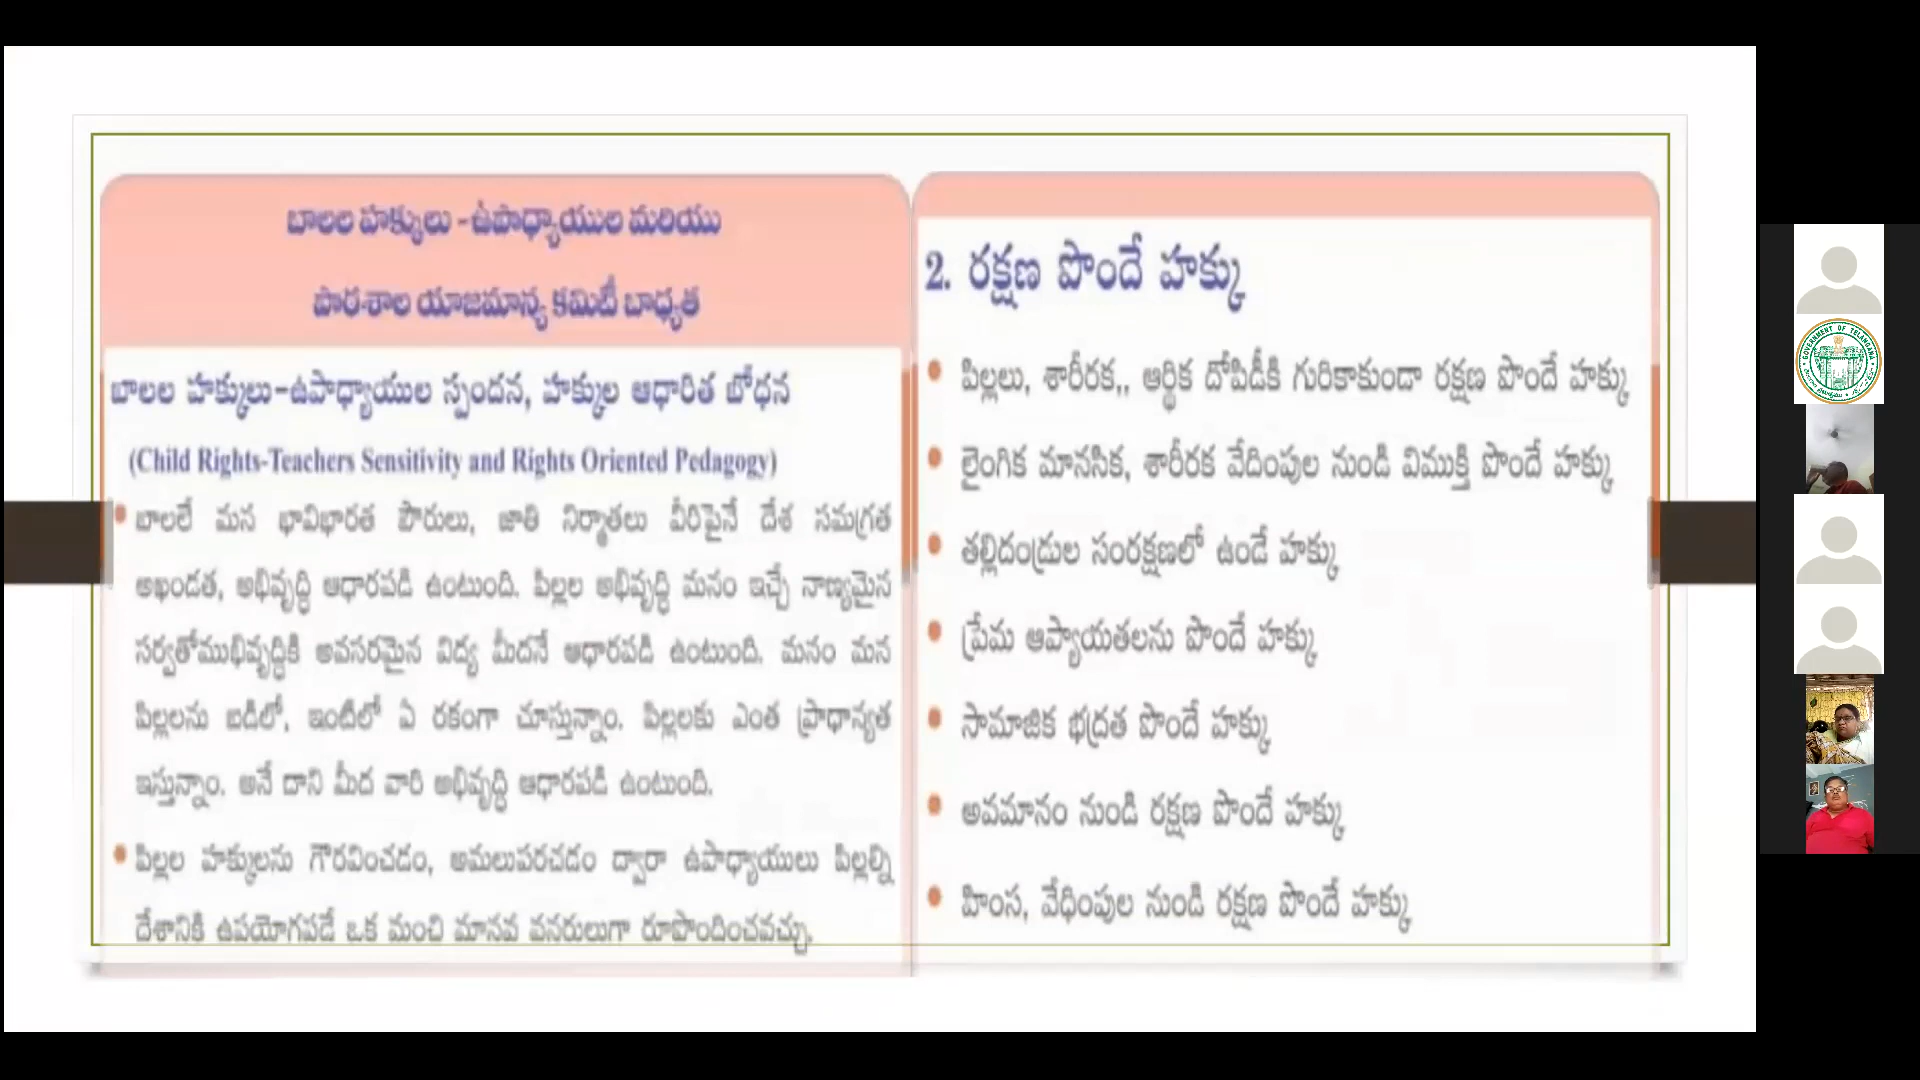 బాలల హక్కులు -ఉపాధ్యాయుల మరియు
పాఠశాల యాజమాన్య కమిటీ బాధ్యత
బాలల హక్కులు-ఉపాధ్యాయుల స్పందన, హక్కుల ఆధారిత బోధన
(Child Rights-Teachers Sensitivity and Rights Oriented Pedagogy)
బాలలే మన భావిభారత పౌరులు, జాతి నిర్మాతలు వీరిపైనే దేశ సమగ్రత
అఖండత, అభివృద్ధి ఆధారపడి ఉంటుంది. పిల్లల అభివృద్ధి మనం ఇచ్చే నాణ్యమైన
సర్వతోముభివృద్ధికి అవసరమైన విద్య మీదనే ఆధారపడి ఉంటుంది. మనం మన
పిల్లలను బడిలో, ఇంటిలో ఏ రకంగా చూస్తున్నాం. పిల్లలకు ఎంత ప్రాధాన్యత
ఇస్తున్నాం. అనే దాని మీద వారి అభివృద్ధి ఆధారపడి ఉంటుంది.
పిల్లల హక్కులను గౌరవించడం, అమలుపరచడం ద్వారా ఉపాధ్యాయులు పిల్లల్ని
దేశానికి ఉపయోగపడే ఒక మంచి మానవ వనరులుగా రూపొందించవచ్చు.
2. రక్షణ పొందే హక్కు
పిల్లలు, శారీరక,, ఆర్థిక దోపిడీకి గురికాకుండా రక్షణ పొందే హక్కు
లైంగిక మానసిక, శారీరక వేదింపుల నుండి విముక్తి పొందే హక్కు
తల్లిదండ్రుల సంరక్షణలో ఉండే హక్కు
ప్రేమ ఆప్యాయతలను పొందే హక్కు
సామాజిక భద్రత పొందే హక్కు
అవమానం నుండి రక్షణ పొందే హక్కు
హింస, వేధింపుల నుండి రక్షణ పొందే హక్కు
GOVERNMENT OF TELANGANA